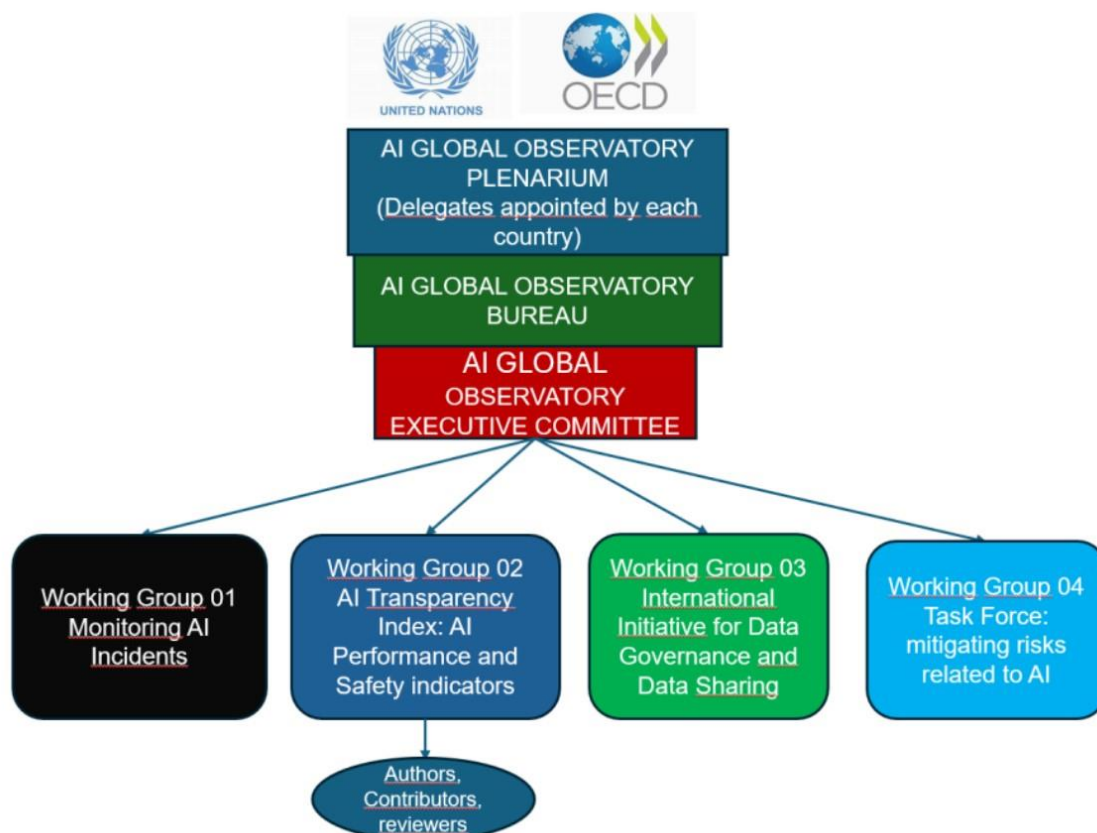 UNITED NATIONS
OECD
AI GLOBAL OBSERVATORY
PLENARIUM
(Delegates appointed by each
country)
AI GLOBAL OBSERVATORY
BUREAU
AI GLOBAL
OBSERVATORY
EXECUTIVE COMMITTEE
Working Group 01
Monitoring AI
Incidents
Working Group 02
AI Transparency
Index: AI
Performance and
Safety indicators
Working Group 03
International
Initiative for Data
Governance and
Data Sharing
Working Group 04
Task Force:
mitigating risks
related to AI
Authors,
Contributors,
reviewers